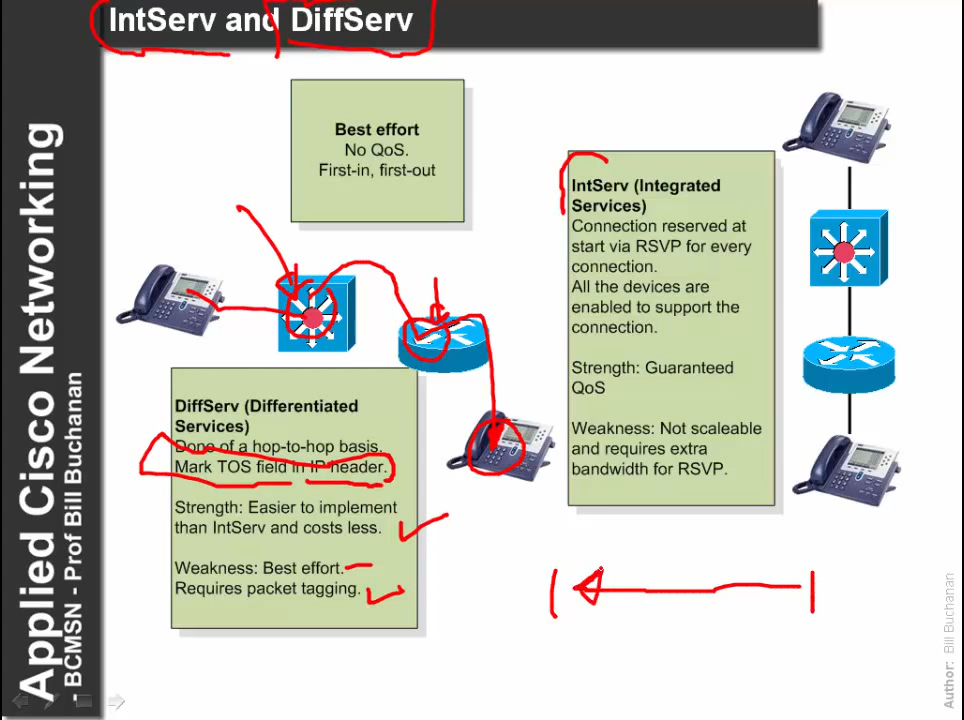 IntServ and DiffServ
Best effort
No QoS.
First-in, first-out
DiffServ (Differentiated
Services)
Done of a hop-to-hop basis.
Mark TOS field in IP header.
Strength: Easier to implement
than IntServ and costs less.
Weakness: Best effort.
Requires packet tagging.
IntServ (Integrated
Services)
Connection reserved at
start via RSVP for every
connection.
All the devices are
enabled to support the
connection.
Strength: Guaranteed
QoS
Weakness: Not scaleable
and requires extra
bandwidth for RSVP.
Applied Cisco Networking
- BCMSN - Prof Bill Buchanan
Author: Bill Buchanan